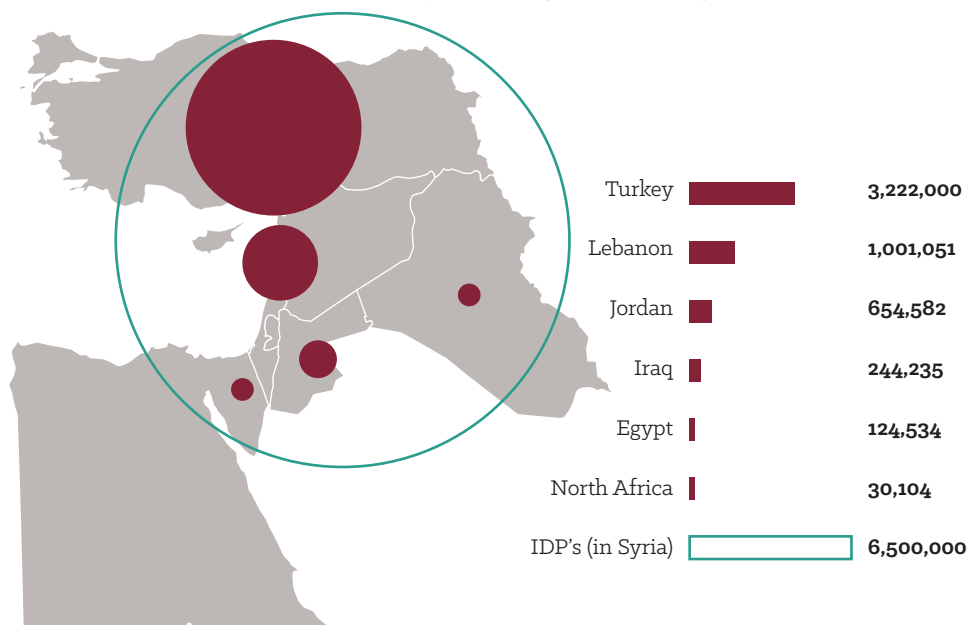 Turkey 3,222,000
Lebanon 1,001,051
Jordan 654,582
Iraq 244,235
Egypt 124,534
North Africa 30,104
IDP's (in Syria) 6,500,000